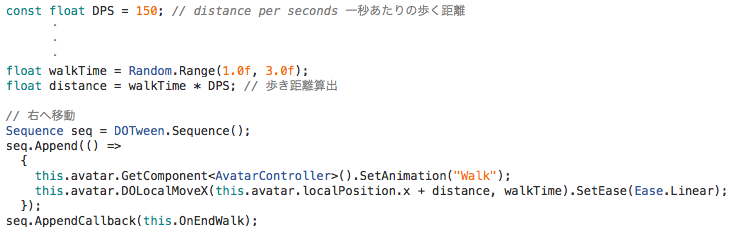 const float DPS = 150; // distance per seconds 一秒あたりの歩く距離
.
.
.
float walkTime = Random.Range(1.0f, 3.0f);
float distance = walkTime * DPS; // 歩き距離算出
// 右へ移動
Sequence seq = DOTween.Sequence();
seq.Append(() =>
{
this.avatar.GetComponent<AvatarController>().SetAnimation("Walk");
this.avatar.DOLocalMoveX(this.avatar.localPosition.x + distance, walkTime).SetEase(Ease.Linear);
});
seq.AppendCallback(this.OnEndWalk);